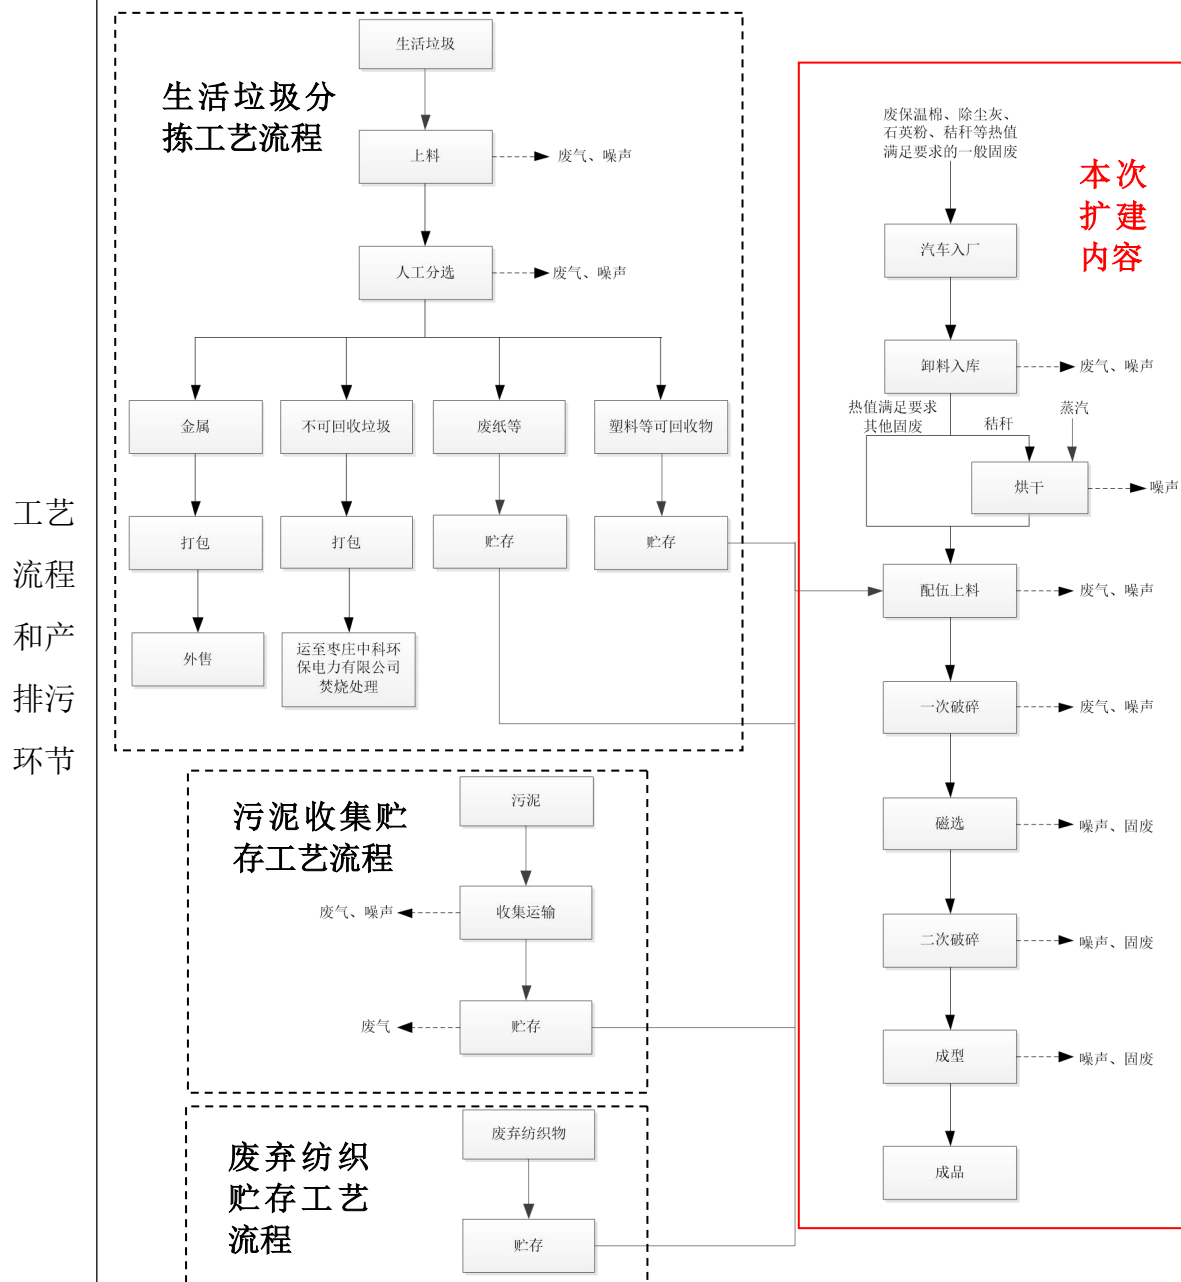 工艺
流程
和产
排污
环节
生活垃圾分
拣工艺流程
生活垃圾
上料
废气、噪声
人工分选
废气、噪声
金属
不可回收垃圾
废纸等
塑料等可回收物
打包
打包
贮存
贮存
外售
运至枣庄中科环
保电力有限公司
焚烧处理
污泥收集贮
存工艺流程
污泥
收集运输
废气、噪声
贮存
废气
废弃纺织
贮存工艺
流程
废弃纺织物
贮存
本次
扩建
内容
废保温棉、除尘灰、
石英粉、秸秆等热值
满足要求的一般固废
汽车入厂
卸料入库
废气、噪声
热值满足要求
其他固废
秸秆
蒸汽
烘干
噪声
配伍上料
废气、噪声
一次破碎
废气、噪声
磁选
噪声、固废
二次破碎
噪声、固废
成型
噪声、固废
成品